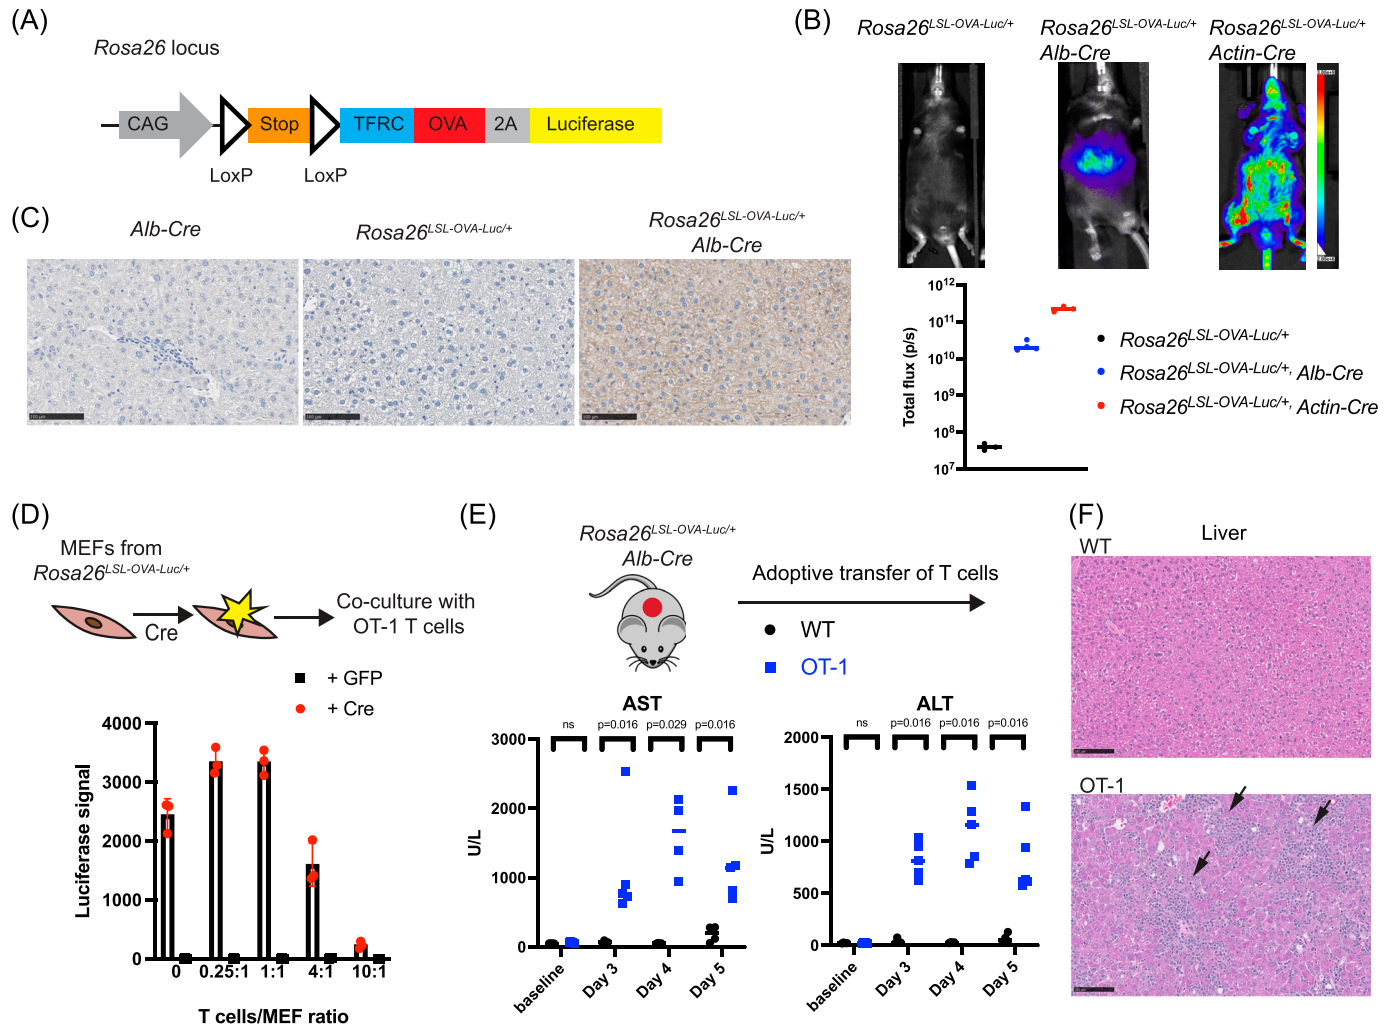 (A)
Rosa26 locus
CAG
Stop
TFRC
OVA
2A
Luciferase
LoxP
LoxP
(B)
Rosa26LSL-OVA-Luc/+
Rosa26LSL-OVA-Luc/+
Alb-Cre
Rosa26LSL-OVA-Luc/+
Actin-Cre
10¹²
10¹¹
10¹⁰
10⁹
10⁸
10⁷
Total flux (p/s)
Rosa26LSL-OVA-Luc/+
Rosa26LSL-OVA-Luc/+, Alb-Cre
Rosa26LSL-OVA-Luc/+, Actin-Cre
(C)
Alb-Cre
Rosa26LSL-OVA-Luc/+
Rosa26LSL-OVA-Luc/+
Alb-Cre
100 µm
100 µm
100 µm
(D)
MEFs from
Rosa26LSL-OVA-Luc/+
Cre
Co-culture with
OT-1 T cells
+ GFP
+ Cre
4000
3000
2000
1000
0
Luciferase signal
0 0.25:1 1:1 4:1 10:1
T cells/MEF ratio
(E)
Rosa26LSL-OVA-Luc/+
Alb-Cre
Adoptive transfer of T cells
WT
OT-1
AST
ns p=0.016 p=0.029 p=0.016
3000
2000
1000
0
U/L
baseline Day 3 Day 4 Day 5
ALT
ns p=0.016 p=0.016 p=0.016
2000
1500
1000
500
0
U/L
baseline Day 3 Day 4 Day 5
(F)
Liver
WT
OT-1